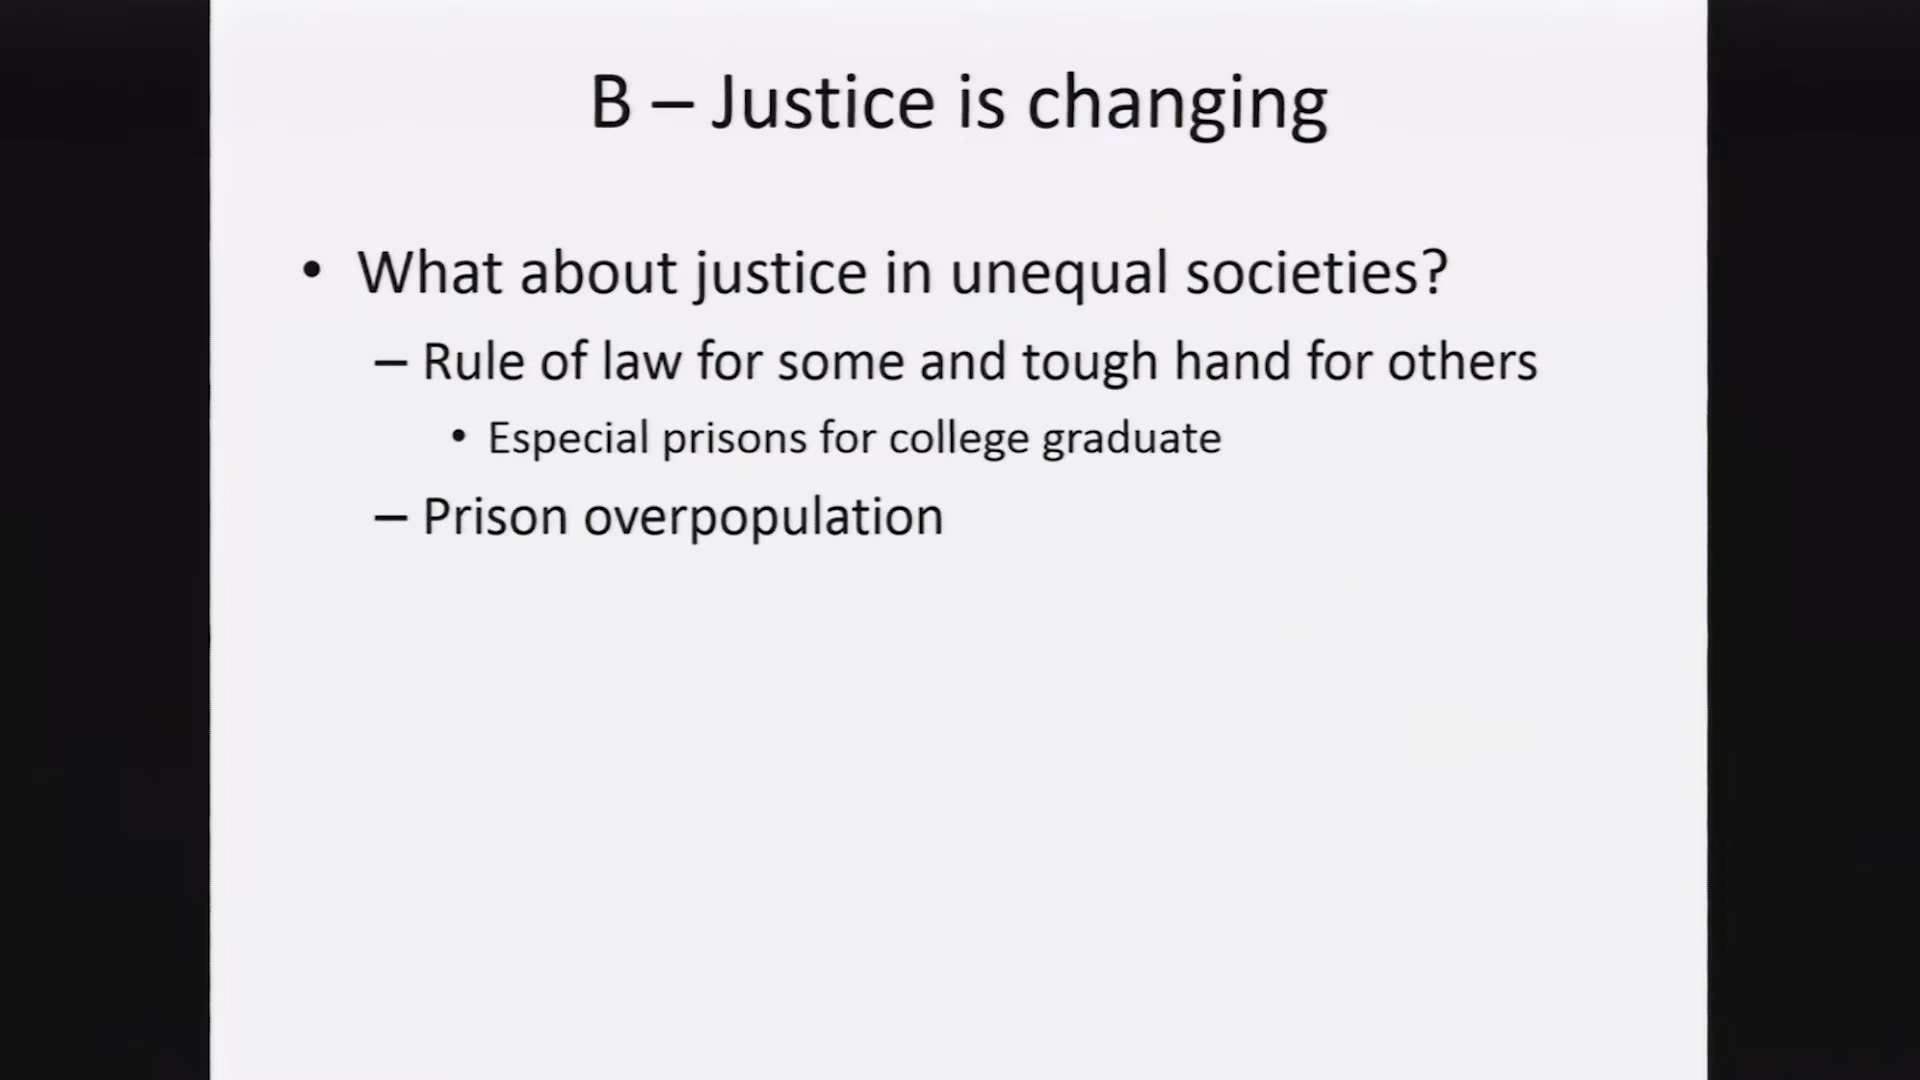 B – Justice is changing
• What about justice in unequal societies?
– Rule of law for some and tough hand for others
• Especial prisons for college graduate
– Prison overpopulation